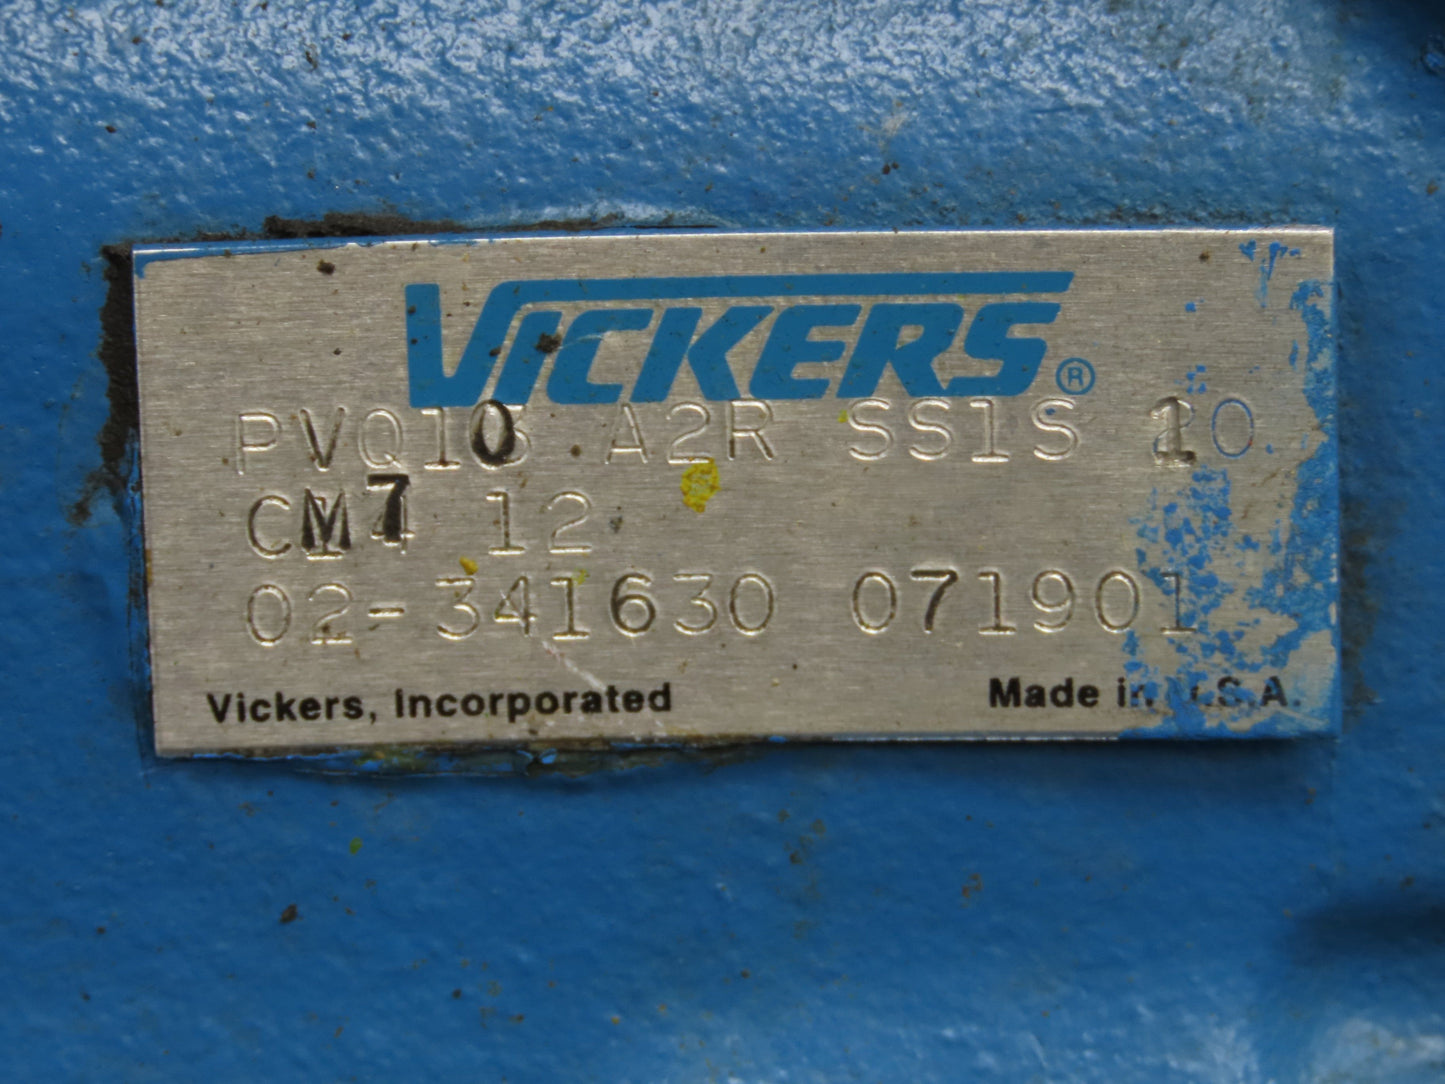 VICKERS®
PVQ10 A2R SS1S 10
CM7 12
02-341630 071901
Vickers, Incorporated Made in U.S.A.